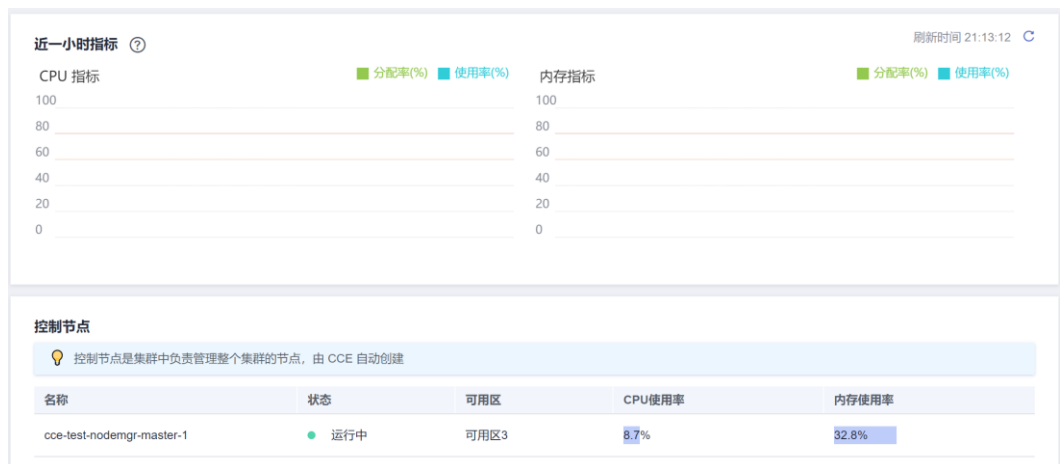 近一小时指标 ?
刷新时间 21:13:12
CPU 指标
分配率(%) 使用率(%)
100
80
60
40
20
0
内存指标
分配率(%) 使用率(%)
100
80
60
40
20
0
控制节点
控制节点是集群中负责管理整个集群的节点，由 CCE 自动创建
名称 状态 可用区 CPU使用率 内存使用率
cce-test-nodemgr-master-1 运行中 可用区3 8.7% 32.8%